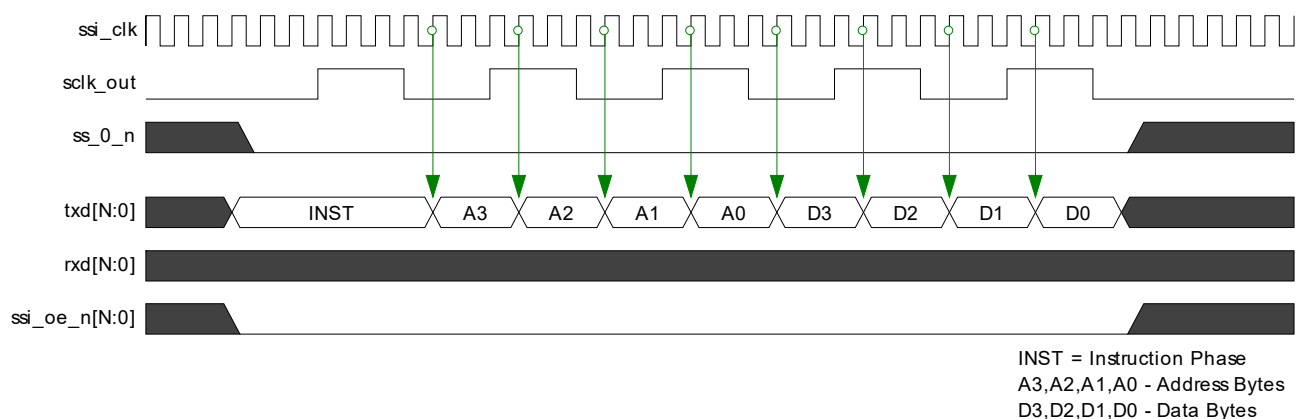 ssi_clk
sclk_out
ss_0_n
txd[N:0] INST A3 A2 A1 A0 D3 D2 D1 D0
rxd[N:0]
ssi_oe_n[N:0]
INST = Instruction Phase
A3,A2,A1,A0 - Address Bytes
D3,D2,D1,D0 - Data Bytes